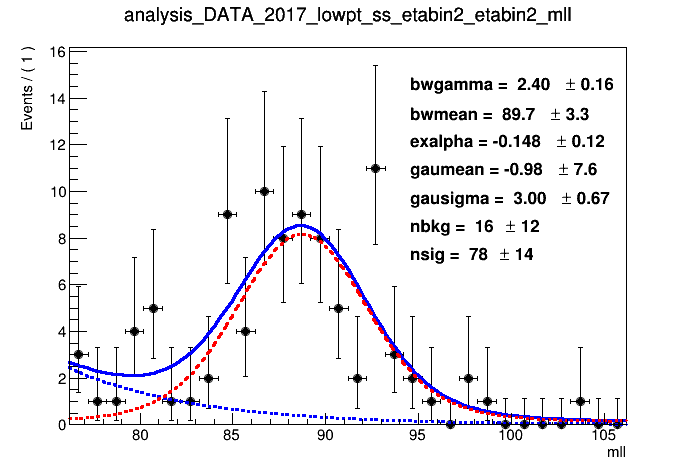 analysis_DATA_2017_lowpt_ss_etabin2_etabin2_mll
Events / ( 1 )
16
14
12
10
8
6
4
2
0
bwgamma = 2.40 ± 0.16
bwmean = 89.7 ± 3.3
exalpha = -0.148 ± 0.12
gaumean = -0.98 ± 7.6
gausigma = 3.00 ± 0.67
nbkg = 16 ± 12
nsig = 78 ± 14
80 85 90 95 100 105
mll